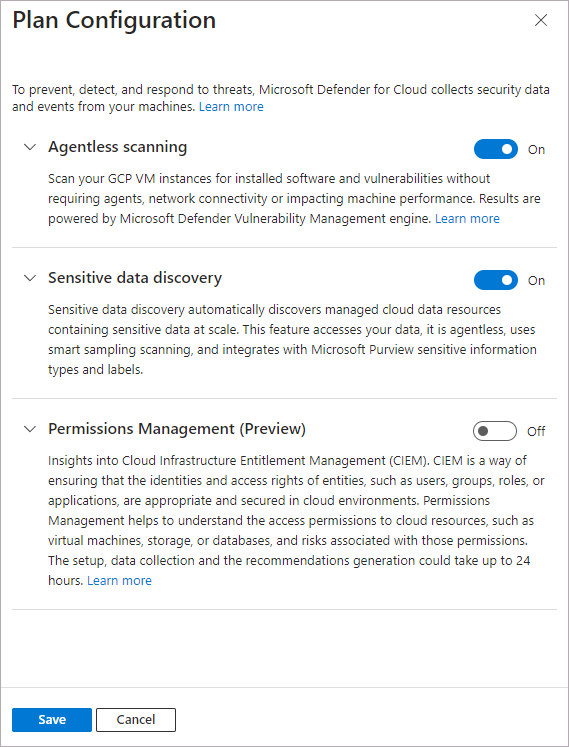 Plan Configuration
To prevent, detect, and respond to threats, Microsoft Defender for Cloud collects security data
and events from your machines. Learn more
Agentless scanning
On
Scan your GCP VM instances for installed software and vulnerabilities without
requiring agents, network connectivity or impacting machine performance. Results are
powered by Microsoft Defender Vulnerability Management engine. Learn more
Sensitive data discovery
On
Sensitive data discovery automatically discovers managed cloud data resources
containing sensitive data at scale. This feature accesses your data, it is agentless, uses
smart sampling scanning, and integrates with Microsoft Purview sensitive information
types and labels.
Permissions Management (Preview)
Off
Insights into Cloud Infrastructure Entitlement Management (CIEM). CIEM is a way of
ensuring that the identities and access rights of entities, such as users, groups, roles, or
applications, are appropriate and secured in cloud environments. Permissions
Management helps to understand the access permissions to cloud resources, such as
virtual machines, storage, or databases, and risks associated with those permissions.
The setup, data collection and the recommendations generation could take up to 24
hours. Learn more
Save
Cancel